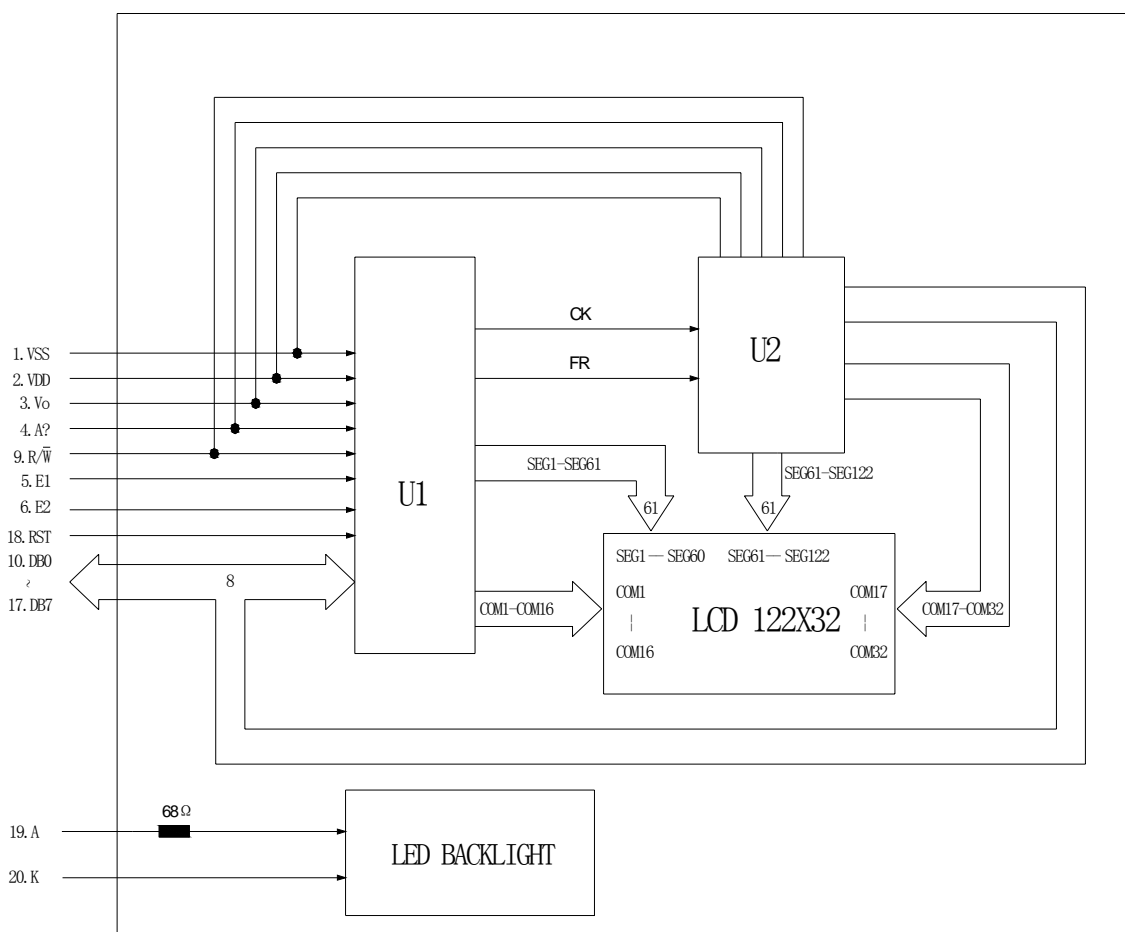 CK
U2
1.VSS
FR
2.VDD
3.Vo
4.A?
9.R/W̅
SEG1-SEG61
SEG61-SEG122
5.E1
U1
6.E2
61
61
18.RST
10.DB0
SEG1—SEG60
SEG61—SEG122
~
8
COM1
COM17
17.DB7
COM1-COM16
LCD 122X32
COM17-COM32
COM16
COM32
68Ω
19.A
LED BACKLIGHT
20.K